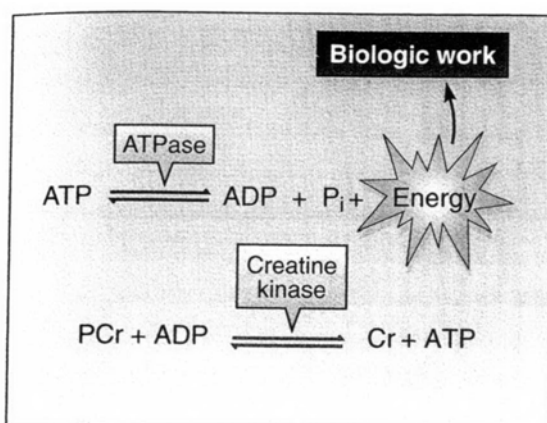 Biologic work
ATPase
ATP ⇌ ADP + Pi + Energy
Creatine
kinase
PCr + ADP ⇌ Cr + ATP